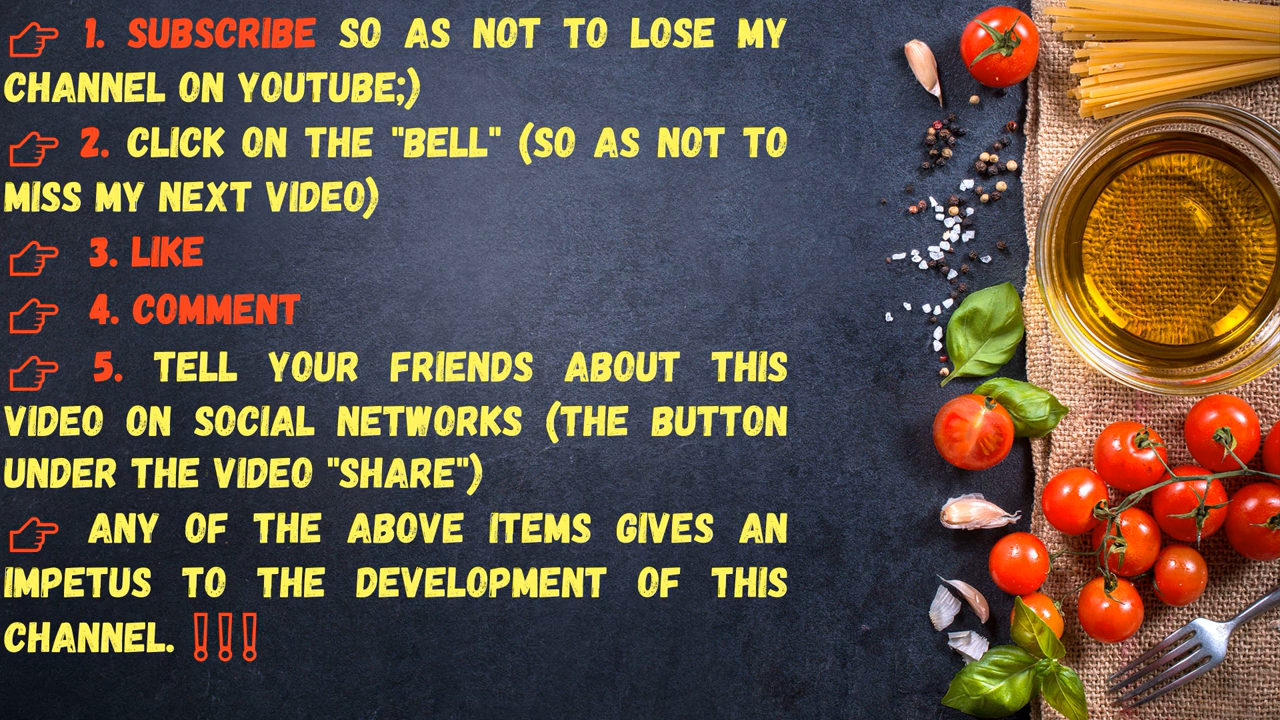 👉 1. SUBSCRIBE SO AS NOT TO LOSE MY
CHANNEL ON YOUTUBE;)
👉 2. CLICK ON THE "BELL" (SO AS NOT TO
MISS MY NEXT VIDEO)
👉 3. LIKE
👉 4. COMMENT
👉 5. TELL YOUR FRIENDS ABOUT THIS
VIDEO ON SOCIAL NETWORKS (THE BUTTON
UNDER THE VIDEO "SHARE")
👉 ANY OF THE ABOVE ITEMS GIVES AN
IMPETUS TO THE DEVELOPMENT OF THIS
CHANNEL. ❗❗❗